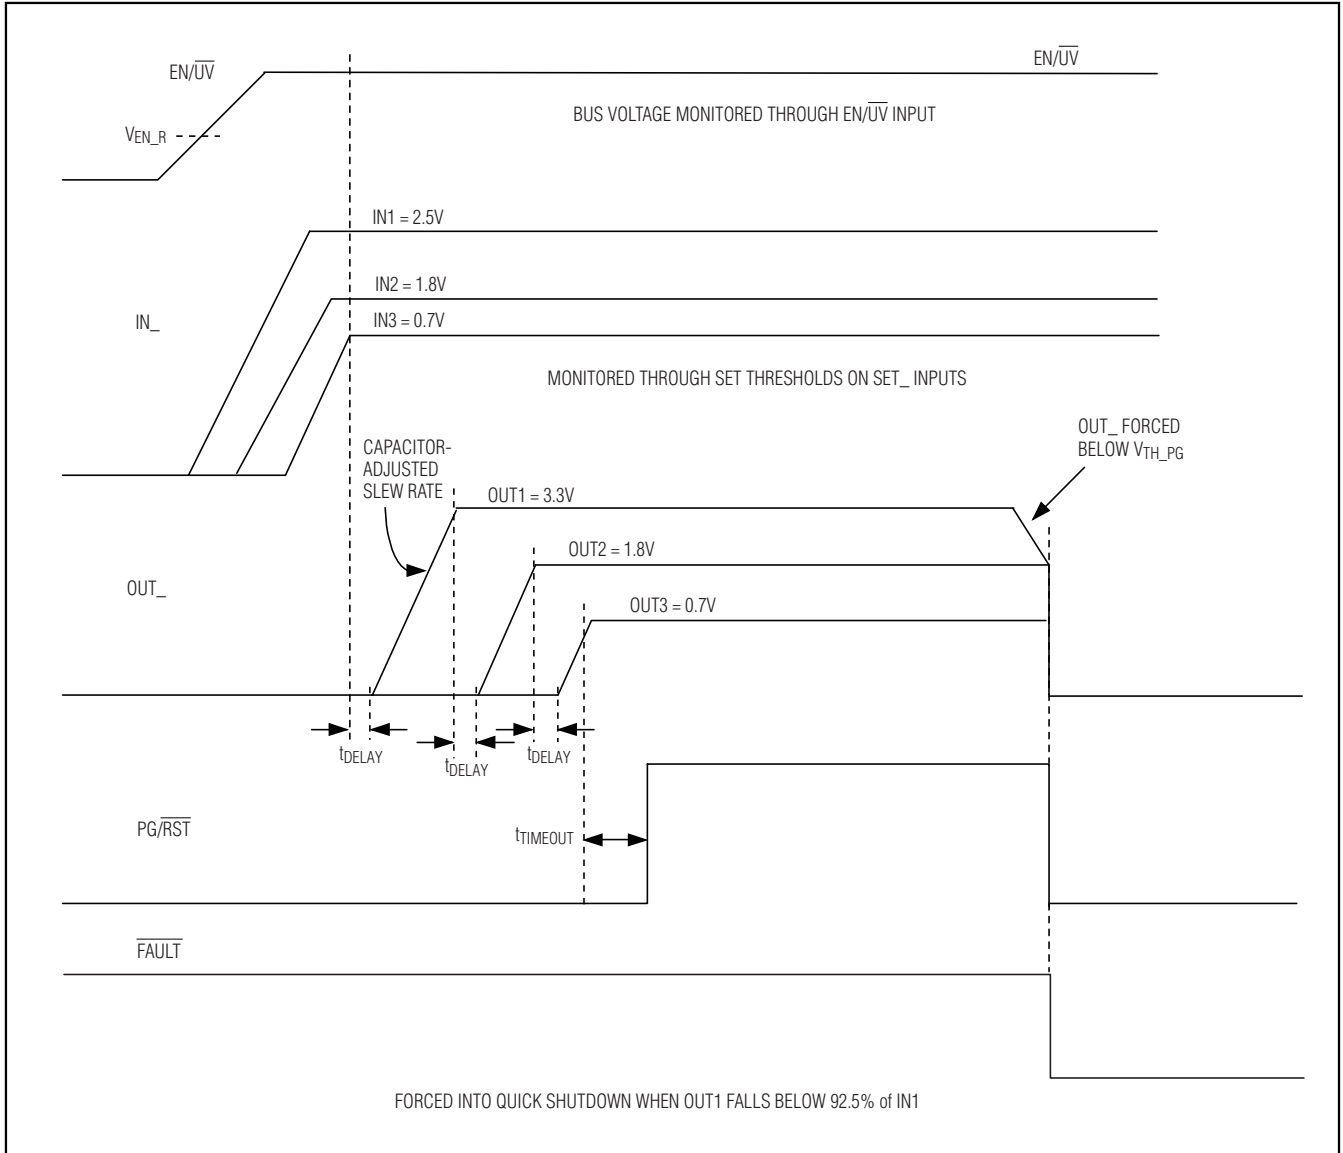 EN/UV
EN/UV
VEN_R
BUS VOLTAGE MONITORED THROUGH EN/UV INPUT
IN1 = 2.5V
IN2 = 1.8V
IN_
IN3 = 0.7V
MONITORED THROUGH SET THRESHOLDS ON SET_ INPUTS
OUT_ FORCED
BELOW VTH_PG
CAPACITOR-
ADJUSTED
SLEW RATE
OUT1 = 3.3V
OUT2 = 1.8V
OUT_
OUT3 = 0.7V
tDELAY
tDELAY
tDELAY
PG/RST
tTIMEOUT
FAULT
FORCED INTO QUICK SHUTDOWN WHEN OUT1 FALLS BELOW 92.5% of IN1